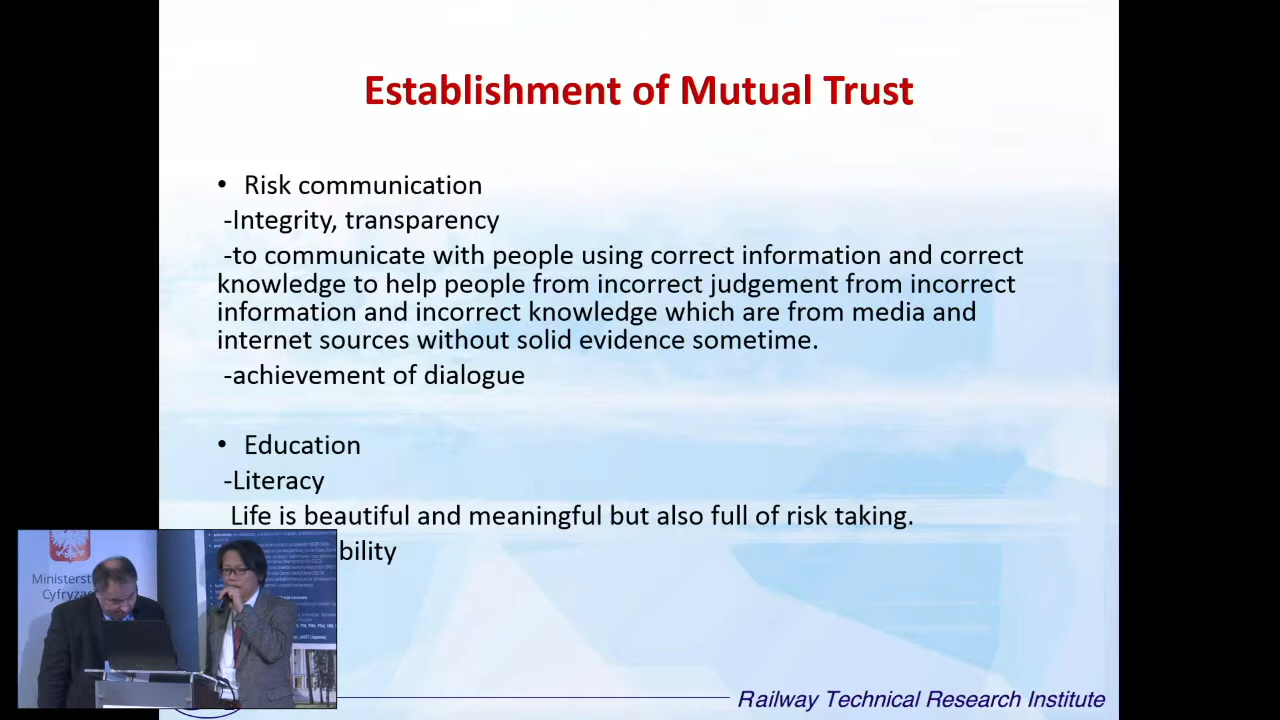 Establishment of Mutual Trust
• Risk communication
-Integrity, transparency
-to communicate with people using correct information and correct
knowledge to help people from incorrect judgement from incorrect
information and incorrect knowledge which are from media and
internet sources without solid evidence sometime.
-achievement of dialogue
• Education
-Literacy
Life is beautiful and meaningful but also full of risk taking.
bility
Railway Technical Research Institute